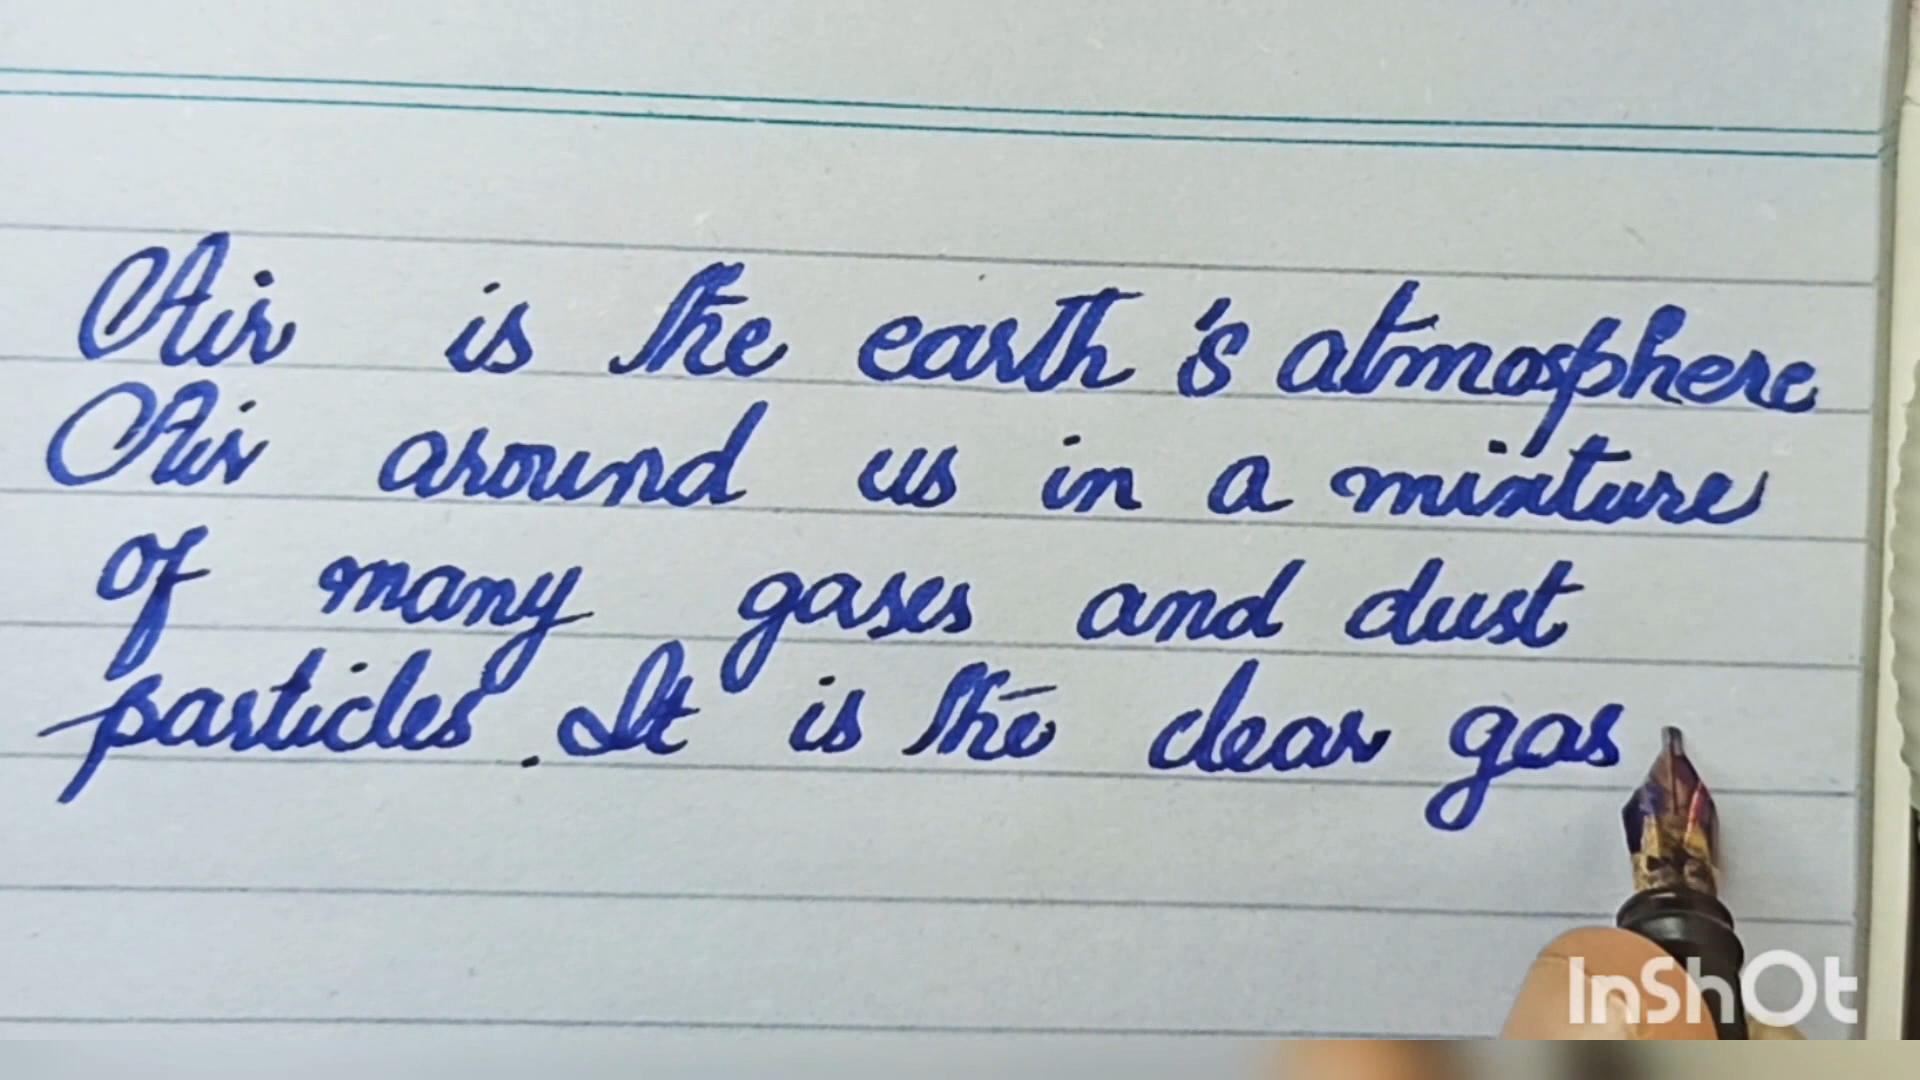 Air is the earth's atmosphere
Air around us in a mixture
of many gases and dust
particles. It is the clear gas
InShOt